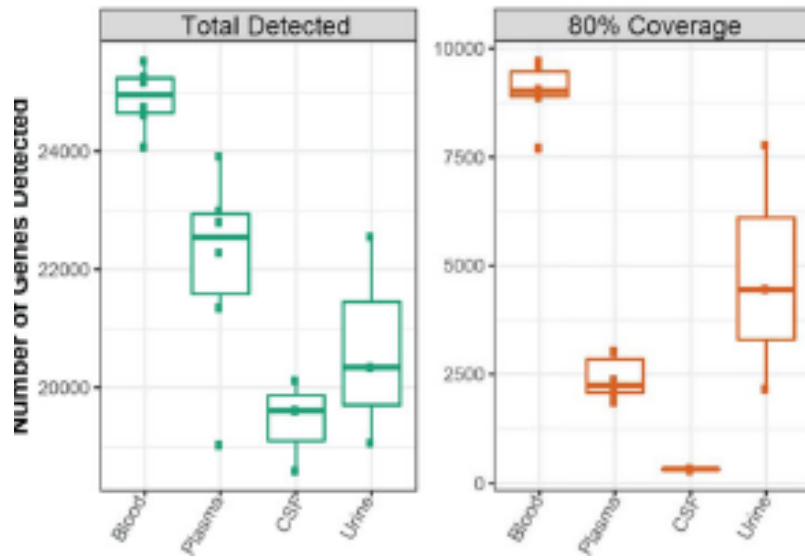 Total Detected
80% Coverage
Number of Genes Detected
24000
22000
20000
10000
7500
5000
2500
0
Blood
Plasma
CSF
Urine
Blood
Plasma
CSF
Urine